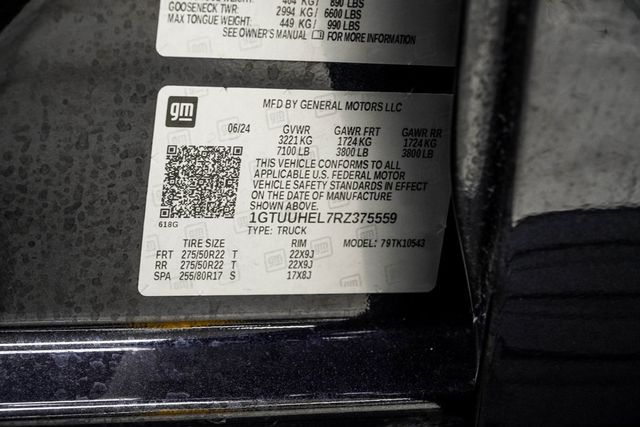 404 KG/ 890 LBS
GOOSENECK TWR: 2994 KG/ 6600 LBS
MAX TONGUE WEIGHT: 449 KG/ 990 LBS
SEE OWNER'S MANUAL FOR MORE INFORMATION
gm
MFD BY GENERAL MOTORS LLC
06/24 GVWR GAWR FRT GAWR RR
3221 KG 1724 KG 1724 KG
7100 LB 3800 LB 3800 LB
THIS VEHICLE CONFORMS TO ALL
APPLICABLE U.S. FEDERAL MOTOR
VEHICLE SAFETY STANDARDS IN EFFECT
ON THE DATE OF MANUFACTURE
SHOWN ABOVE.
618G
1GTUUHEL7RZ375559
TYPE: TRUCK MODEL: 79TK10543
TIRE SIZE RIM
FRT 275/50R22 T 22X9J
RR 275/50R22 T 22X9J
SPA 255/80R17 S 17X8J